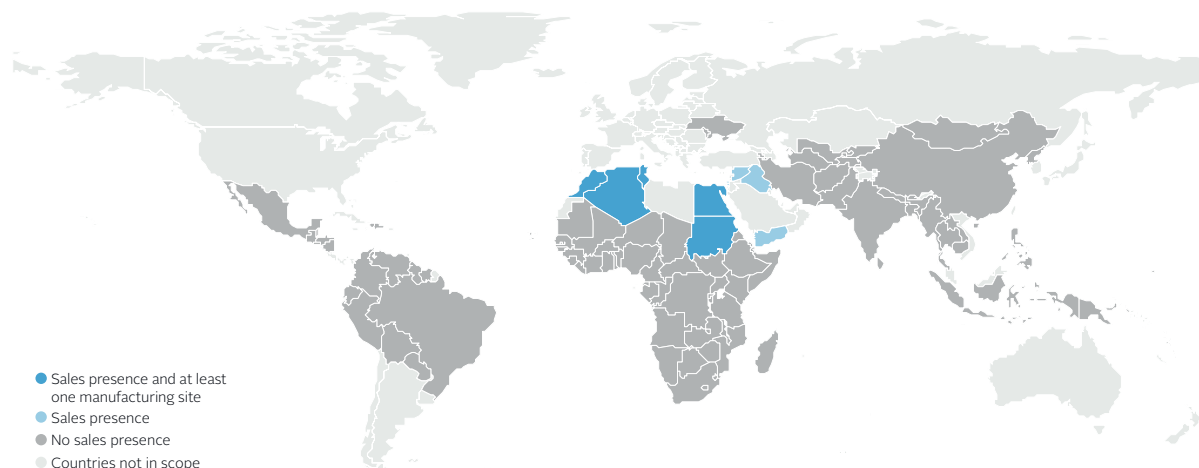 Sales presence and at least
one manufacturing site
Sales presence
No sales presence
Countries not in scope